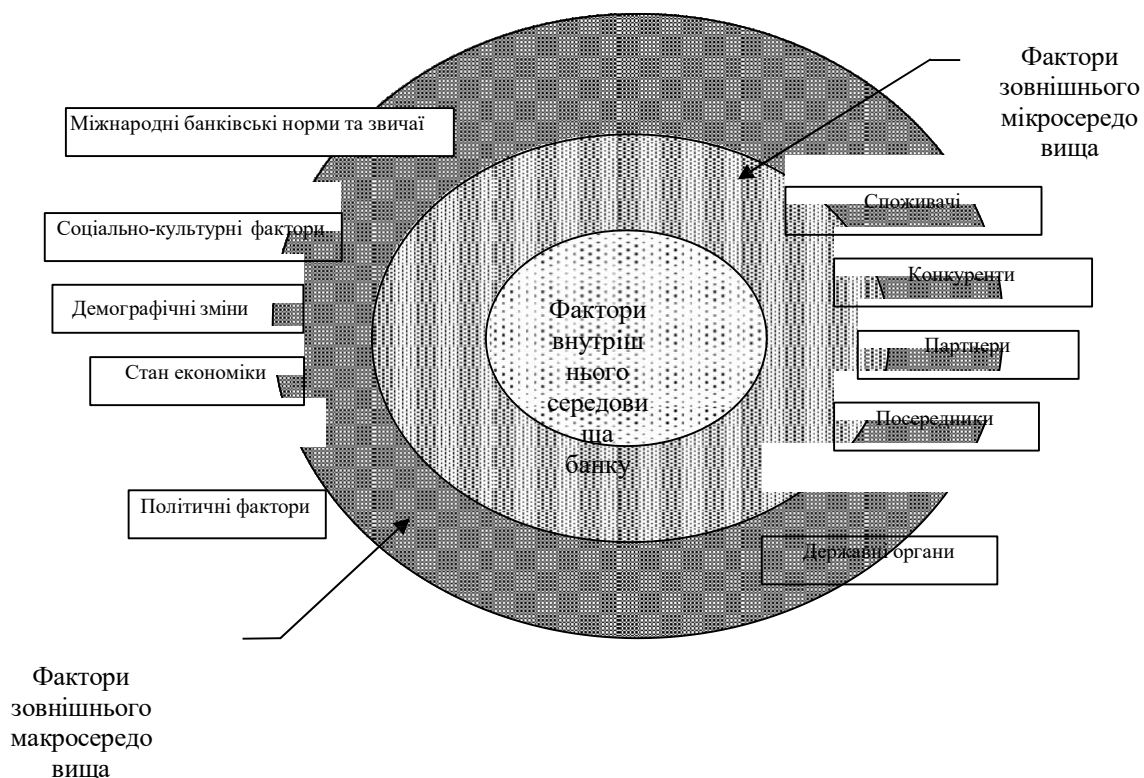 Фактори
зовнішнього
мікросередо
вища
Міжнародні банківські норми та звичаї
Споживачі
Соціально-культурні фактори
Конкуренти
Демографічні зміни
Фактори
внутріш
нього
середови
ща
банку
Партнери
Стан економіки
Посередники
Політичні фактори
Державні органи
Фактори
зовнішнього
макросередо
вища